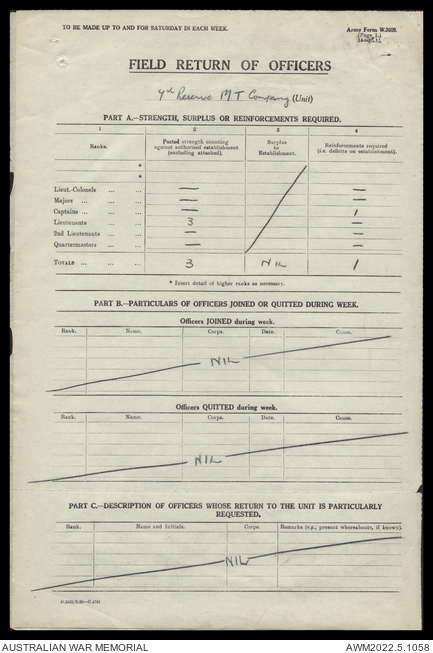 TO BE MADE UP TO AND FOR SATURDAY IN EACH WEEK.
Army Form W.3008.
(Page 1.)
FIELD RETURN OF OFFICERS
Reserve MT Company (Unit)
PART A.—STRENGTH, SURPLUS OR REINFORCEMENTS REQUIRED.
1 2 3 4
Ranks. Posted strength counting against authorized establishment (excluding attached). Surplus to Establishment. Reinforcements required (i.e. deficits on establishment).
*
*
Lieut.-Colonels ... ... — —
Majors ... ... ... — —
Captains ... ... ... — 1
Lieutenants ... ... 3 —
2nd Lieutenants ... ... — —
Quartermasters ... ... — —
TOTALS ... ... ... 3 NIL 1
* Insert detail of higher ranks as necessary.
PART B.—PARTICULARS OF OFFICERS JOINED OR QUITTED DURING WEEK.
Officers JOINED during week.
Rank. Name. Corps. Date. Cause.
NIL
Officers QUITTED during week.
Rank. Name. Corps. Date. Cause.
NIL
PART C.—DESCRIPTION OF OFFICERS WHOSE RETURN TO THE UNIT IS PARTICULARLY
REQUESTED.
Rank. Name and Initials. Corps. Remarks (e.g., present whereabouts, if known).
NIL
AUSTRALIAN WAR MEMORIAL AWM2022.5.1058